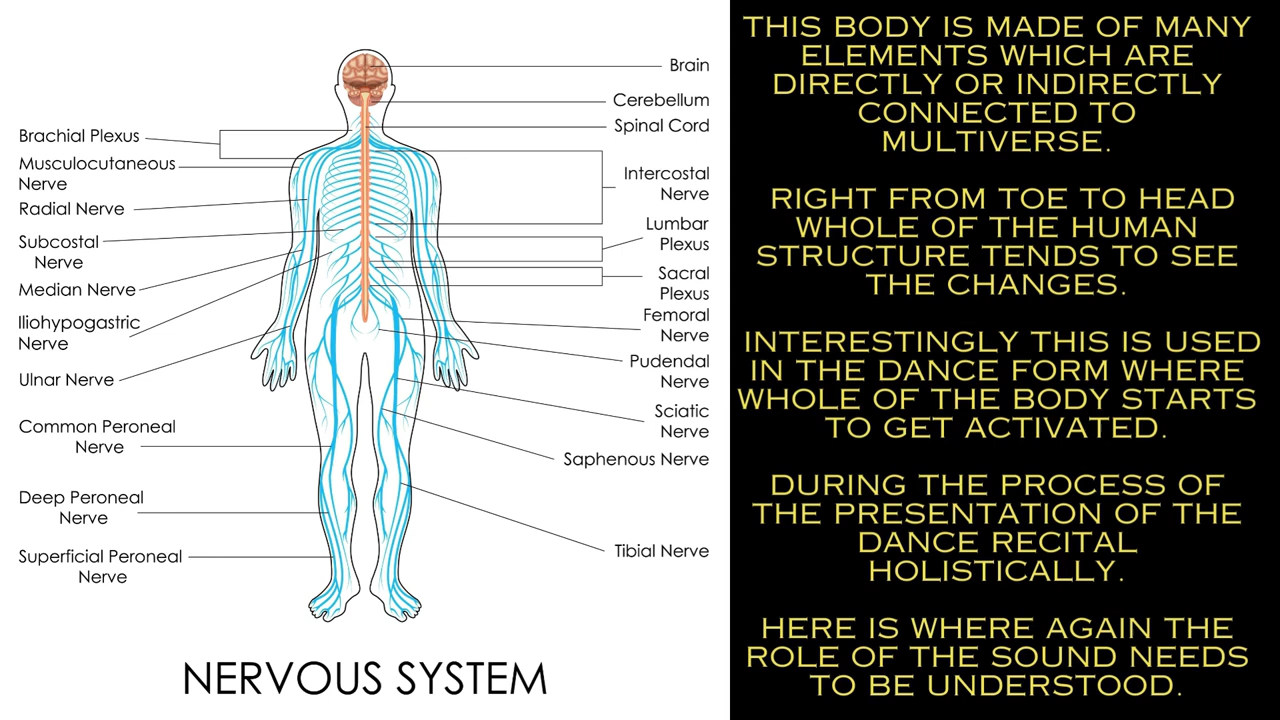 Brain
Cerebellum
Spinal Cord
Brachial Plexus
Musculocutaneous
Nerve
Radial Nerve
Subcostal
Nerve
Median Nerve
Iliohypogastric
Nerve
Ulnar Nerve
Common Peroneal
Nerve
Deep Peroneal
Nerve
Superficial Peroneal
Nerve
Intercostal
Nerve
Lumbar
Plexus
Sacral
Plexus
Femoral
Nerve
Pudendal
Nerve
Sciatic
Nerve
Saphenous Nerve
Tibial Nerve
NERVOUS SYSTEM
THIS BODY IS MADE OF MANY
ELEMENTS WHICH ARE
DIRECTLY OR INDIRECTLY
CONNECTED TO
MULTIVERSE.
RIGHT FROM TOE TO HEAD
WHOLE OF THE HUMAN
STRUCTURE TENDS TO SEE
THE CHANGES.
INTERESTINGLY THIS IS USED
IN THE DANCE FORM WHERE
WHOLE OF THE BODY STARTS
TO GET ACTIVATED.
DURING THE PROCESS OF
THE PRESENTATION OF THE
DANCE RECITAL
HOLISTICALLY.
HERE IS WHERE AGAIN THE
ROLE OF THE SOUND NEEDS
TO BE UNDERSTOOD.